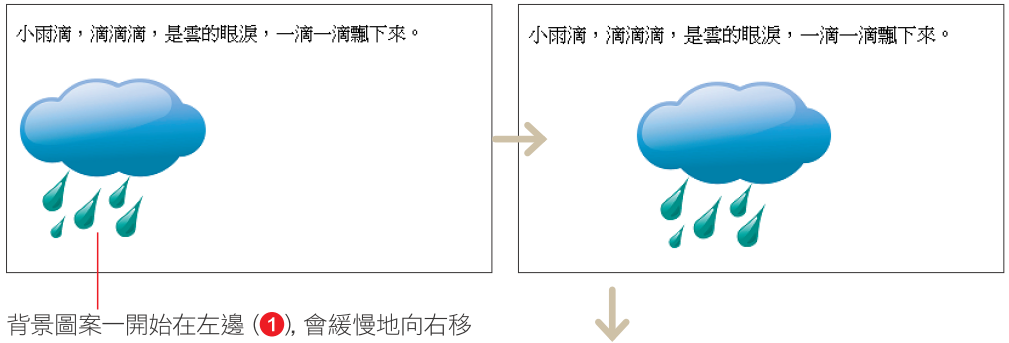 小雨滴，滴滴滴，是雲的眼淚，一滴一滴飄下來。
小雨滴，滴滴滴，是雲的眼淚，一滴一滴飄下來。
背景圖案一開始在左邊 (1), 會緩慢地向右移